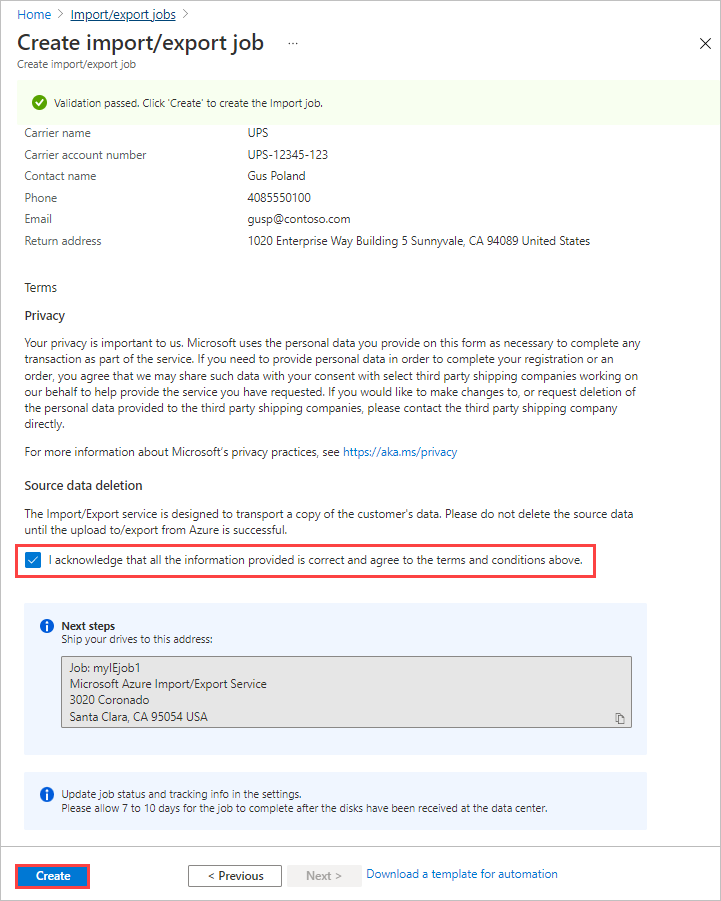 Home > Import/export jobs >
Create import/export job ...
Create import/export job
Validation passed. Click 'Create' to create the Import job.
Carrier name UPS
Carrier account number UPS-12345-123
Contact name Gus Poland
Phone 4085550100
Email gusp@contoso.com
Return address 1020 Enterprise Way Building 5 Sunnyvale, CA 94089 United States
Terms
Privacy
Your privacy is important to us. Microsoft uses the personal data you provide on this form as necessary to complete any
transaction as part of the service. If you need to provide personal data in order to complete your registration or an
order, you agree that we may share such data with your consent with select third party shipping companies working on
our behalf to help provide the service you have requested. If you would like to make changes to, or request deletion of
the personal data provided to the third party shipping companies, please contact the third party shipping company
directly.
For more information about Microsoft's privacy practices, see https://aka.ms/privacy
Source data deletion
The Import/Export service is designed to transport a copy of the customer's data. Please do not delete the source data
until the upload to/export from Azure is successful.
I acknowledge that all the information provided is correct and agree to the terms and conditions above.
Next steps
Ship your drives to this address:
Job: myIEjob1
Microsoft Azure Import/Export Service
3020 Coronado
Santa Clara, CA 95054 USA
Update job status and tracking info in the settings.
Please allow 7 to 10 days for the job to complete after the disks have been received at the data center.
Create < Previous Next > Download a template for automation